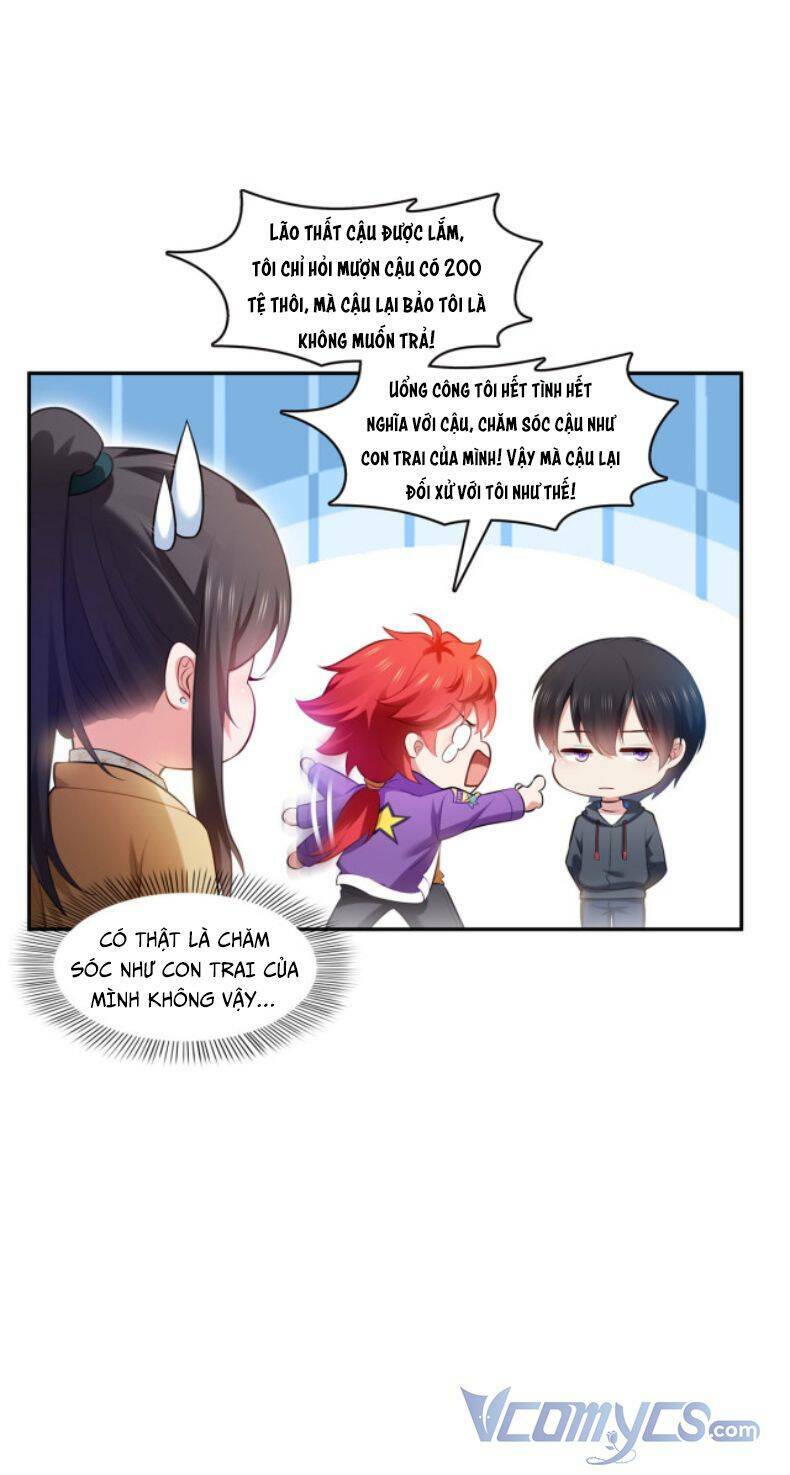 LÃO THẤT CẬU ĐƯỢC LẮM,
TÔI CHỈ HỎI MƯỢN CẬU CÓ 200
TỆ THÔI, MÀ CẬU LẠI BẢO TÔI LÀ
KHÔNG MUỐN TRẢ!
UỔNG CÔNG TÔI HẾT TÌNH HẾT
NGHĨA VỚI CẬU, CHĂM SÓC CẬU NHƯ
CON TRAI CỦA MÌNH! VẬY MÀ CẬU LẠI
ĐỐI XỬ VỚI TÔI NHƯ THẾ!
CÓ THẬT LÀ CHĂM
SÓC NHƯ CON TRAI CỦA
MÌNH KHÔNG VẬY...
VCOMYCS.com